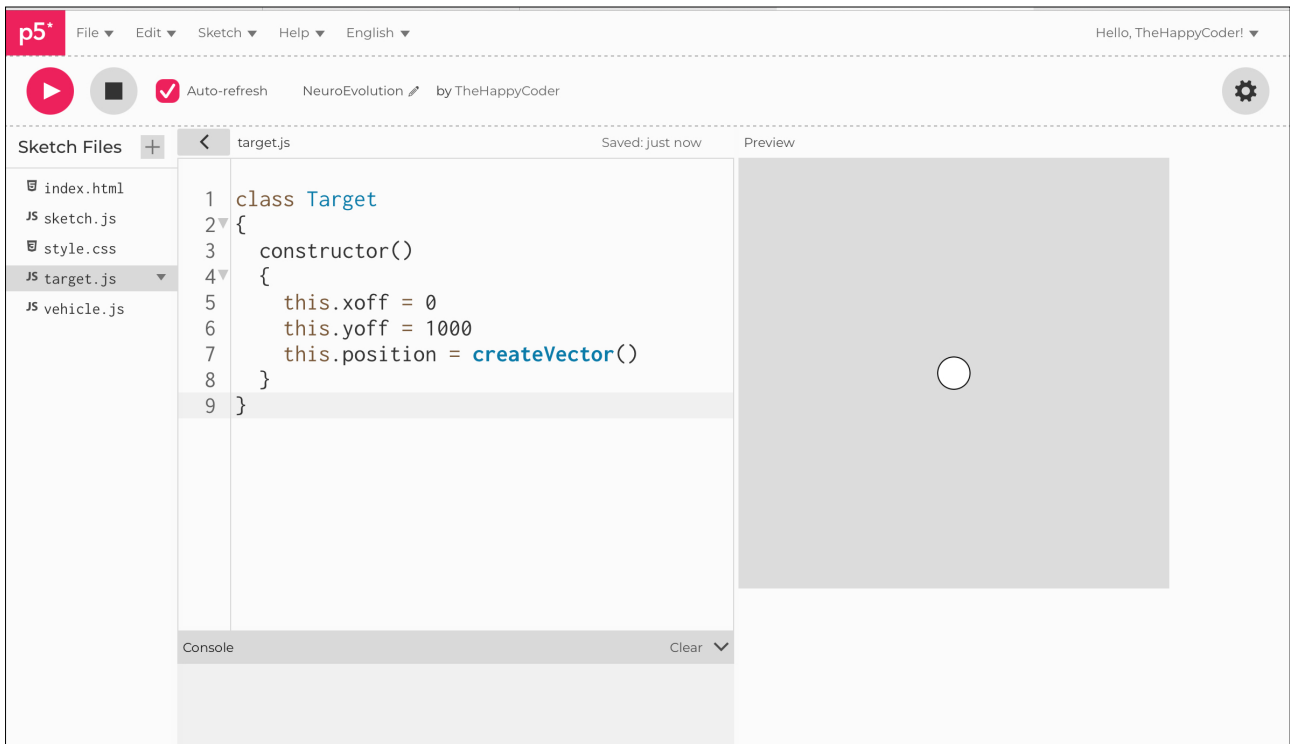 p5* File Edit Sketch Help English Hello, TheHappyCoder!
Auto-refresh NeuroEvolution by TheHappyCoder
Sketch Files
target.js Saved: just now Preview
index.html
JS sketch.js
style.css
JS target.js
JS vehicle.js
1 class Target
2 {
3 constructor()
4 {
5 this.xoff = 0
6 this.yoff = 1000
7 this.position = createVector()
8 }
9 }
Console Clear